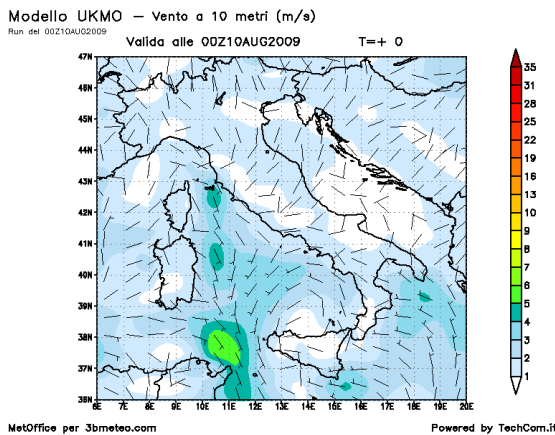 Modello UKMO – Vento a 10 metri (m/s)
Run del 00Z10AUG2009
Valida alle 00Z10AUG2009 T=+ 0
47N
46N
45N
44N
43N
42N
41N
40N
39N
38N
37N
36N
6E 7E 8E 9E 10E 11E 12E 13E 14E 15E 16E 17E 18E 19E 20E
35
31
28
25
22
19
16
13
10
9
8
7
6
5
4
3
2
1
MetOffice per 3bmeteo.com
Powered by TechCom.it